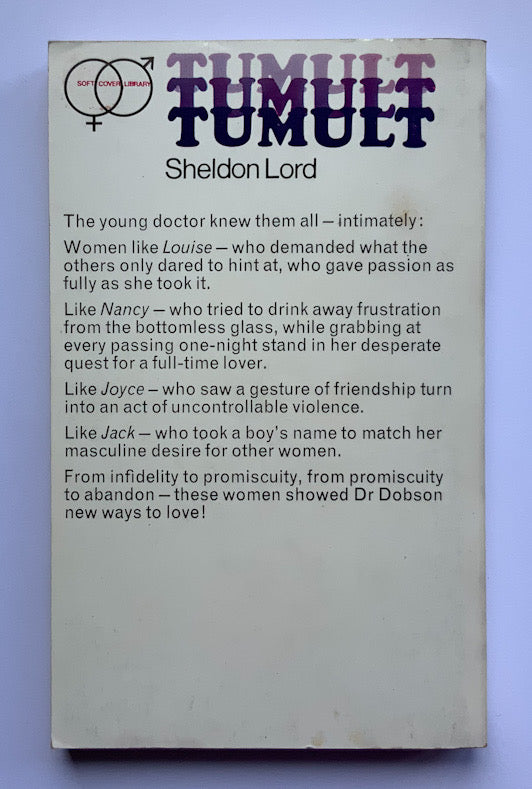 SOFT COVER LIBRARY
TUMULT
TUMULT
TUMULT
Sheldon Lord
The young doctor knew them all — intimately:
Women like Louise — who demanded what the
others only dared to hint at, who gave passion as
fully as she took it.
Like Nancy — who tried to drink away frustration
from the bottomless glass, while grabbing at
every passing one-night stand in her desperate
quest for a full-time lover.
Like Joyce — who saw a gesture of friendship turn
into an act of uncontrollable violence.
Like Jack — who took a boy's name to match her
masculine desire for other women.
From infidelity to promiscuity, from promiscuity
to abandon — these women showed Dr Dobson
new ways to love!